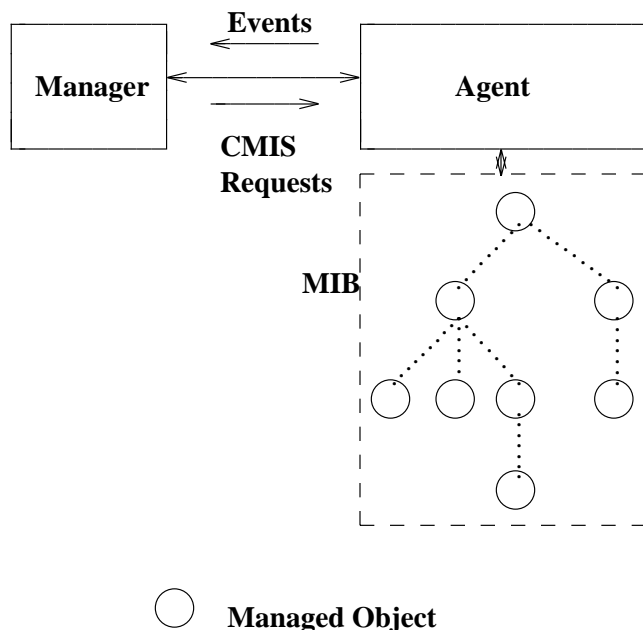 Events
Manager
Agent
CMIS
Requests
MIB
Managed Object